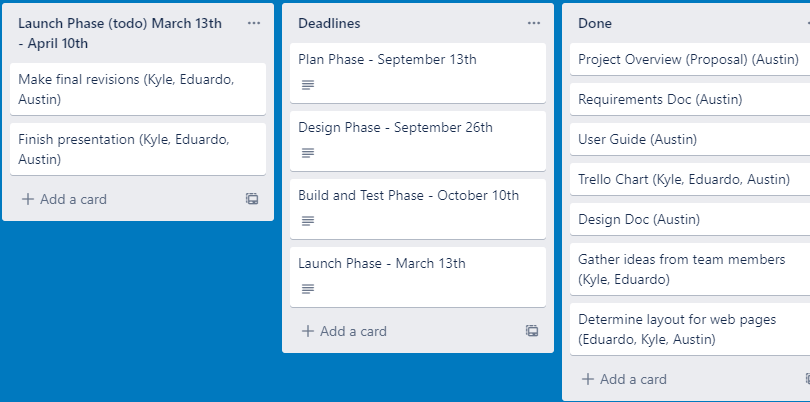 Launch Phase (todo) March 13th
- April 10th
Make final revisions (Kyle, Eduardo,
Austin)
Finish presentation (Kyle, Eduardo,
Austin)
+ Add a card
Deadlines
Plan Phase - September 13th
Design Phase - September 26th
Build and Test Phase - October 10th
Launch Phase - March 13th
+ Add a card
Done
Project Overview (Proposal) (Austin)
Requirements Doc (Austin)
User Guide (Austin)
Trello Chart (Kyle, Eduardo, Austin)
Design Doc (Austin)
Gather ideas from team members
(Kyle, Eduardo)
Determine layout for web pages
(Eduardo, Kyle, Austin)
+ Add a card